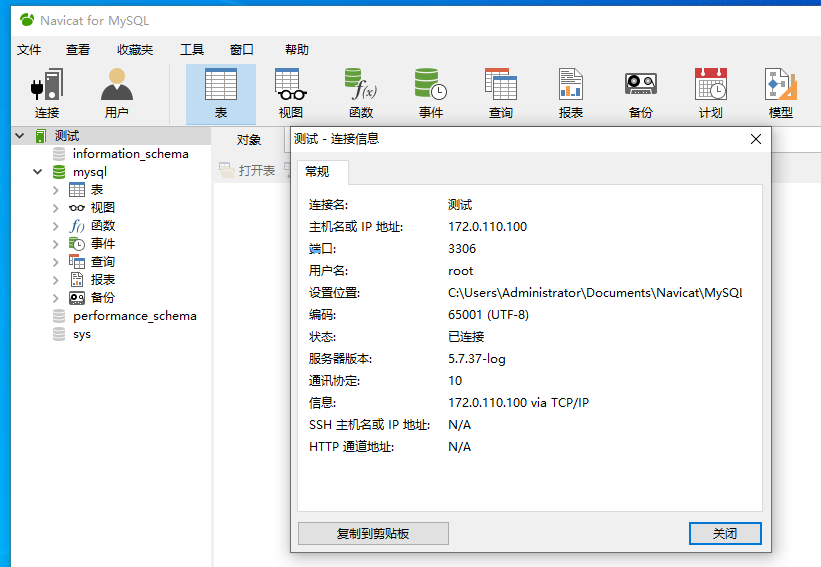 Navicat for MySQL
文件 查看 收藏夹 工具 窗口 帮助
连接 用户 表 视图 函数 事件 查询 报表 备份 计划 模型
测试
information_schema
mysql
表
视图
函数
事件
查询
报表
备份
performance_schema
sys
对象
打开表
测试 - 连接信息
常规
连接名: 测试
主机名或 IP 地址: 172.0.110.100
端口: 3306
用户名: root
设置位置: C:\Users\Administrator\Documents\Navicat\MySQl
编码: 65001 (UTF-8)
状态: 已连接
服务器版本: 5.7.37-log
通讯协定: 10
信息: 172.0.110.100 via TCP/IP
SSH 主机名或 IP 地址: N/A
HTTP 通道地址: N/A
复制到剪贴板 关闭